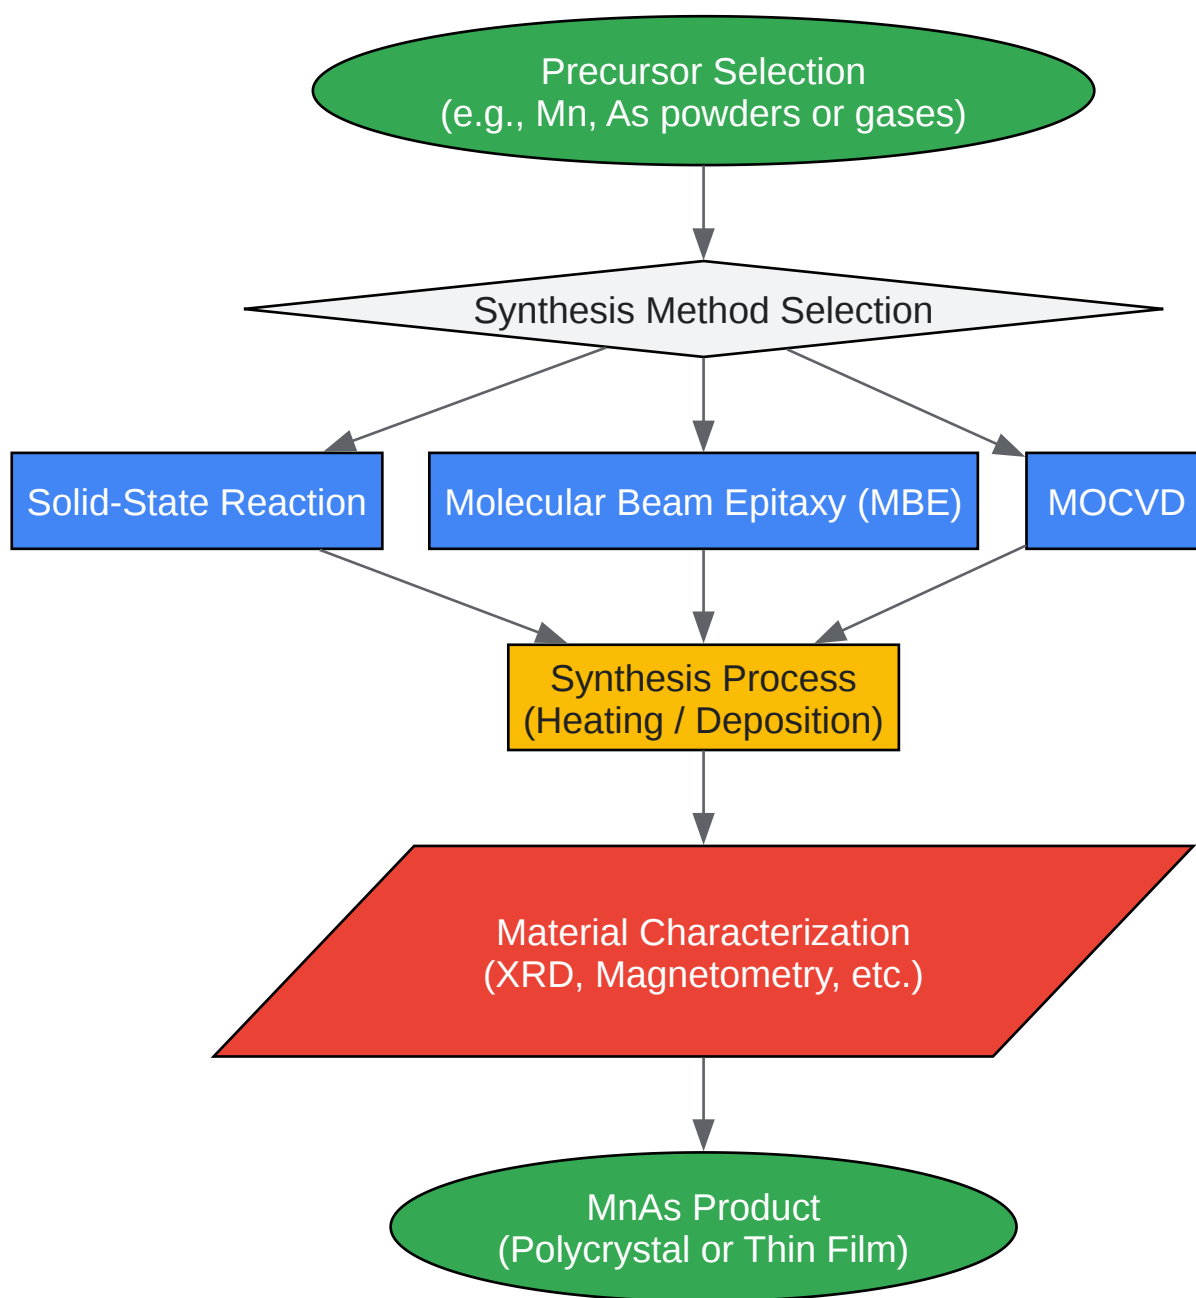 Precursor Selection
(e.g., Mn, As powders or gases)
Synthesis Method Selection
Solid-State Reaction
Molecular Beam Epitaxy (MBE)
MOCVD
Synthesis Process
(Heating / Deposition)
Material Characterization
(XRD, Magnetometry, etc.)
MnAs Product
(Polycrystal or Thin Film)